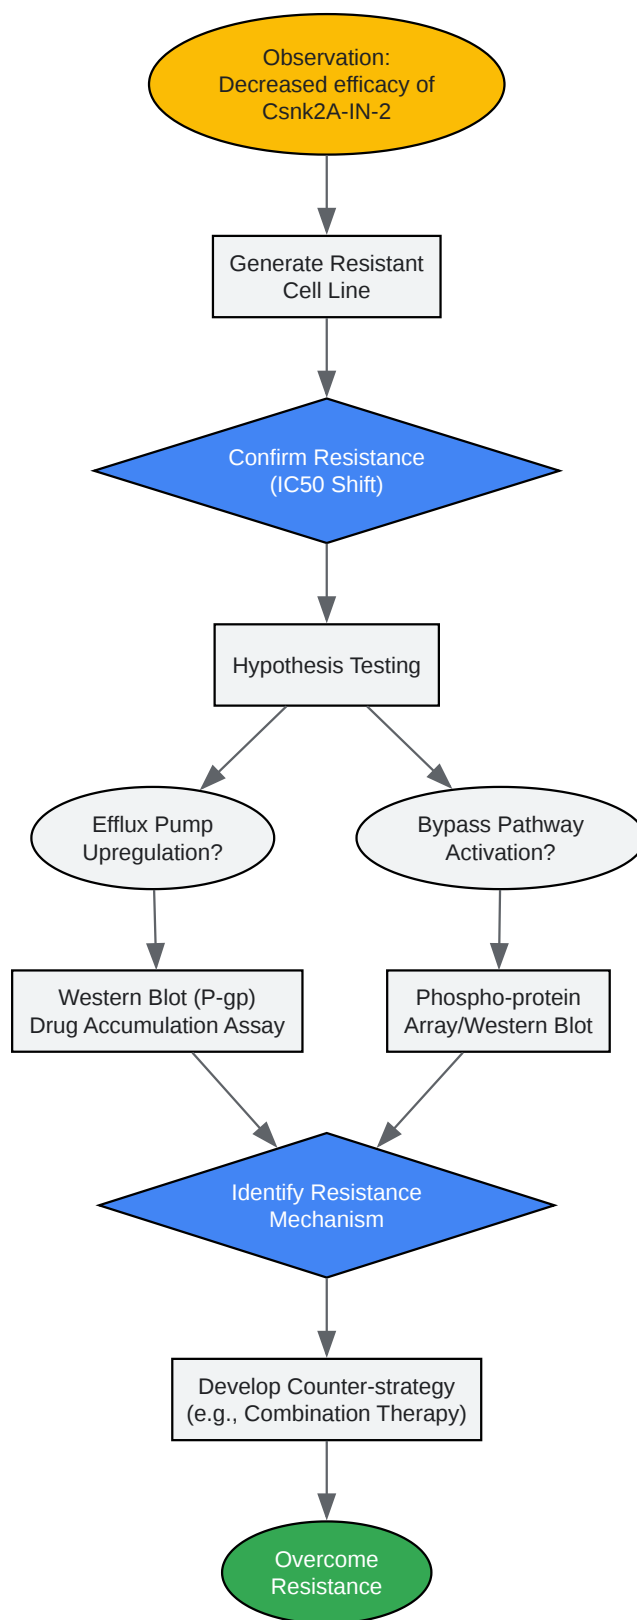 Observation:
Decreased efficacy of
Csnk2A-IN-2
Generate Resistant
Cell Line
Confirm Resistance
(IC50 Shift)
Hypothesis Testing
Efflux Pump
Upregulation?
Bypass Pathway
Activation?
Western Blot (P-gp)
Drug Accumulation Assay
Phospho-protein
Array/Western Blot
Identify Resistance
Mechanism
Develop Counter-strategy
(e.g., Combination Therapy)
Overcome
Resistance